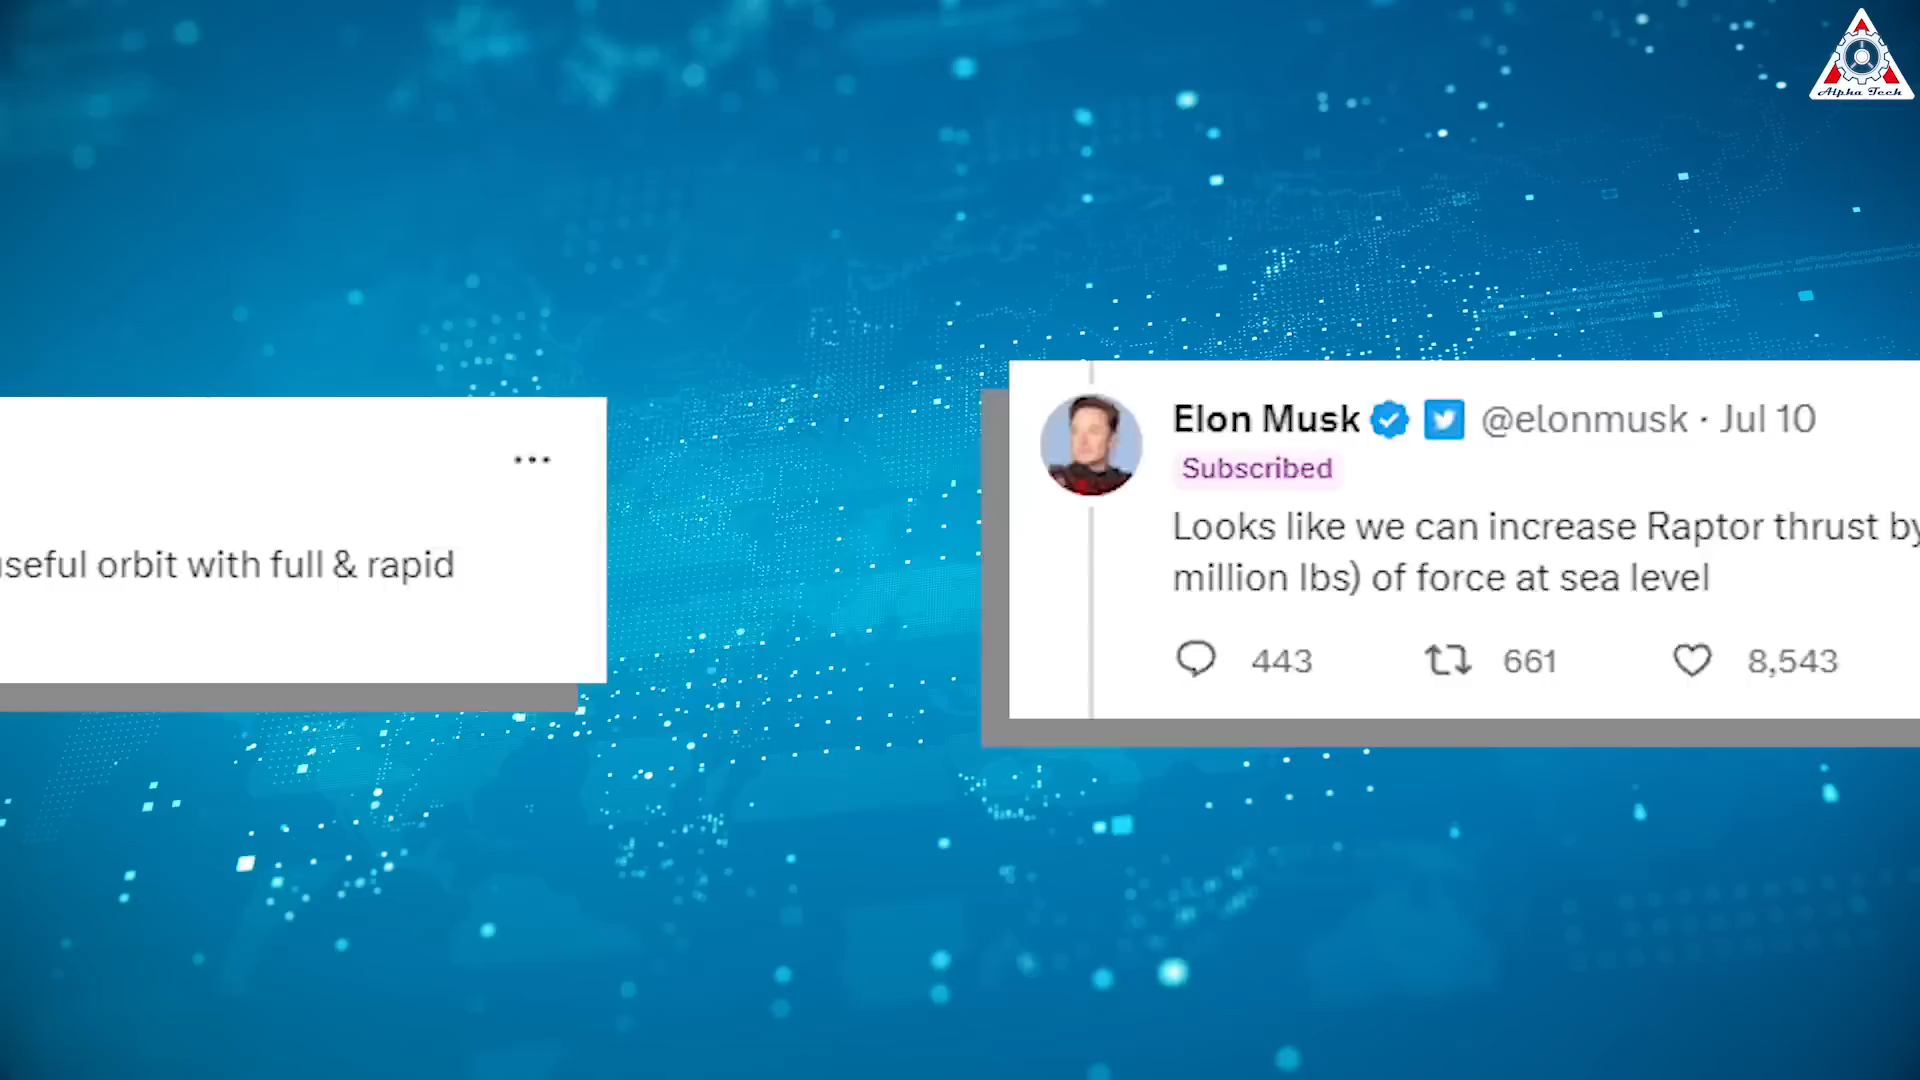 Alpha Tech
Elon Musk @elonmusk · Jul 10
Subscribed
Looks like we can increase Raptor thrust by
million lbs) of force at sea level
443 661 8,543
...
useful orbit with full & rapid